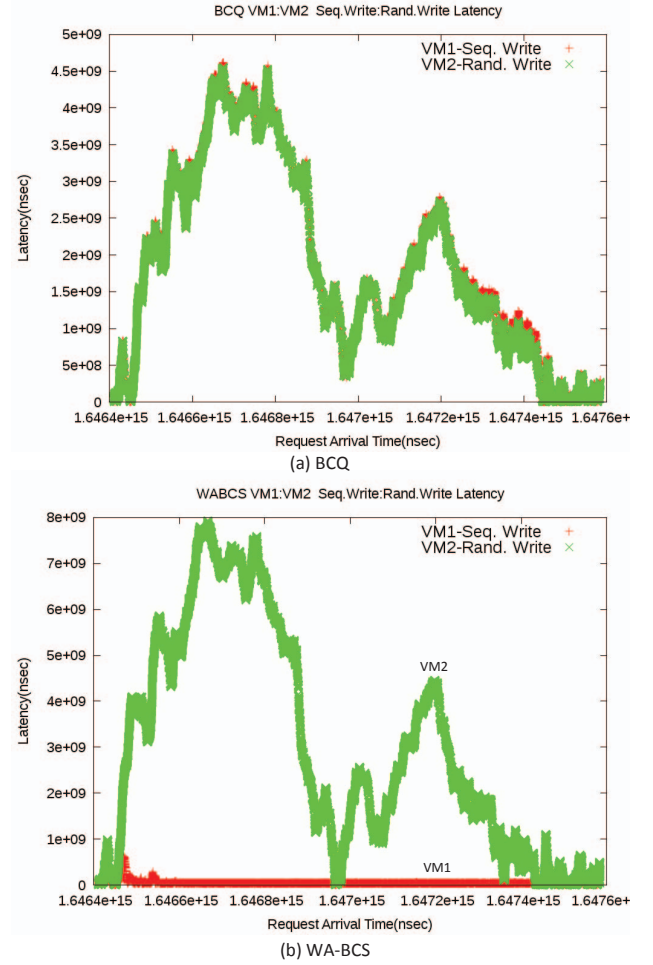 BCQ VM1:VM2 Seq.Write:Rand.Write Latency
VM1-Seq. Write
VM2-Rand. Write
Latency(nsec)
5e+09
4.5e+09
4e+09
3.5e+09
3e+09
2.5e+09
2e+09
1.5e+09
1e+09
5e+08
0
1.6464e+15 1.6466e+15 1.6468e+15 1.647e+15 1.6472e+15 1.6474e+15 1.6476e+
Request Arrival Time(nsec)
(a) BCQ
WABCS VM1:VM2 Seq.Write:Rand.Write Latency
VM1-Seq. Write
VM2-Rand. Write
Latency(nsec)
8e+09
7e+09
6e+09
5e+09
4e+09
3e+09
2e+09
1e+09
0
VM2
VM1
1.6464e+15 1.6466e+15 1.6468e+15 1.647e+15 1.6472e+15 1.6474e+15 1.6476e+
Request Arrival Time(nsec)
(b) WA-BCS